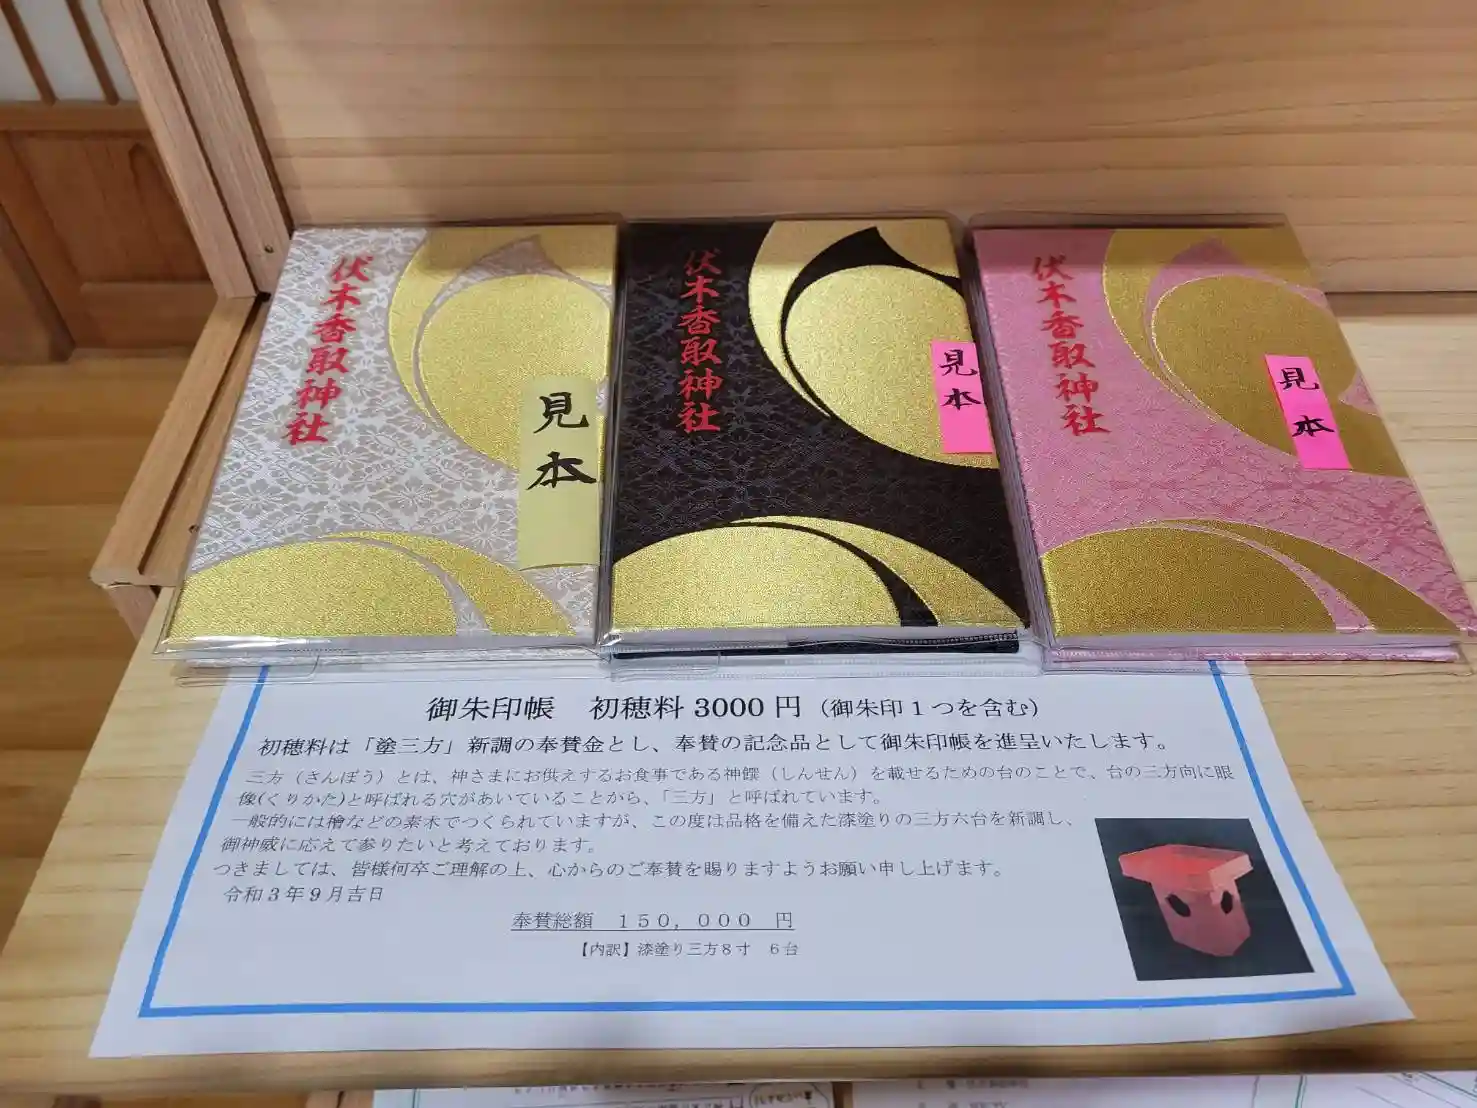 伏木香取神社
見本
伏木香取神社
見本
伏木香取神社
見本
御朱印帳　初穂料 3000 円（御朱印１つを含む）
初穂料は「塗三方」新調の奉賛金とし、奉賛の記念品として御朱印帳を進呈いたします。
三方（さんぽう）とは、神さまにお供えするお食事である神饌（しんせん）を載せるための台のことで、台の三方向に眼
像(くりかた)と呼ばれる穴があいていることから、「三方」と呼ばれています。
一般的には檜などの素木でつくられていますが、この度は品格を備えた漆塗りの三方六台を新調し、
御神威に応えて参りたいと考えております。
つきましては、皆様何卒ご理解の上、心からのご奉賛を賜りますようお願い申し上げます。
令和３年９月吉日
奉賛総額　１５０，０００　円
【内訳】漆塗り三方８寸　６台